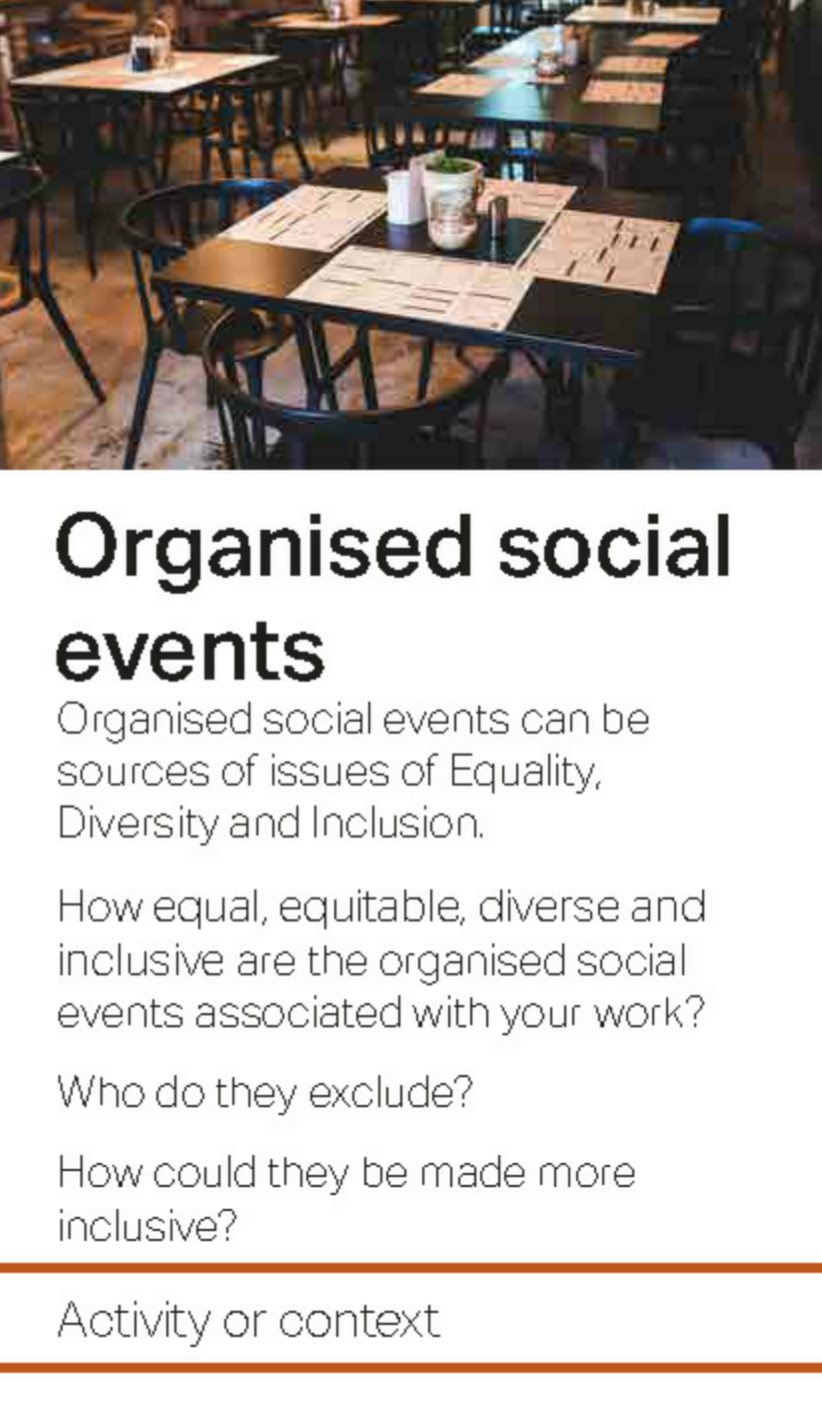 Organised social
events
Organised social events can be
sources of issues of Equality,
Diversity and Inclusion.
How equal, equitable, diverse and
inclusive are the organised social
events associated with your work?
Who do they exclude?
How could they be made more
inclusive?
Activity or context